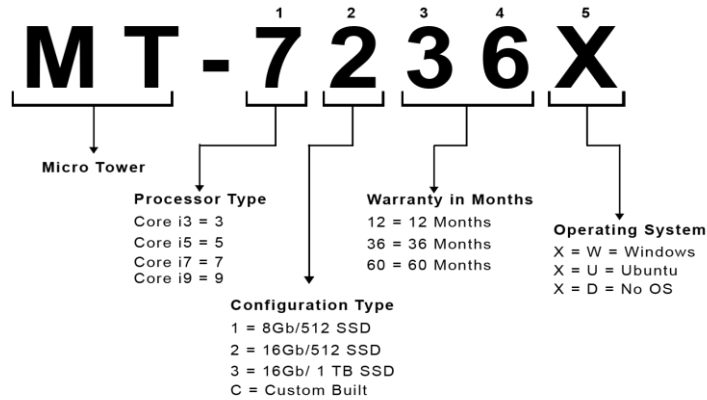 1 2 3 4 5
MT-7236X
Micro Tower
Processor Type
Core i3 = 3
Core i5 = 5
Core i7 = 7
Core i9 = 9
Configuration Type
1 = 8Gb/512 SSD
2 = 16Gb/512 SSD
3 = 16Gb/ 1 TB SSD
C = Custom Built
Warranty in Months
12 = 12 Months
36 = 36 Months
60 = 60 Months
Operating System
X = W = Windows
X = U = Ubuntu
X = D = No OS